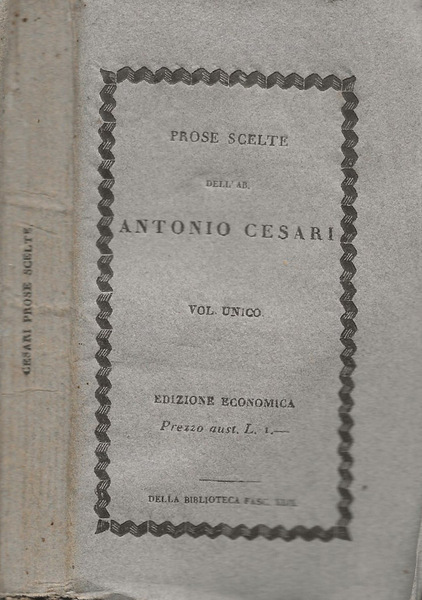 CESARI PROSE SCELTE
PROSE SCELTE
DELL'AB.
ANTONIO CESARI
VOL. UNICO
EDIZIONE ECONOMICA
Prezzo aust. L. 1.—
DELLA BIBLIOTECA FASC.